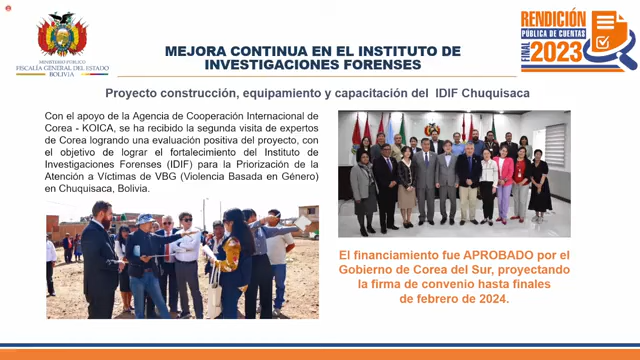 MINISTERIO PÚBLICO
FISCALÍA GENERAL DEL ESTADO
BOLIVIA
RENDICIÓN
PÚBLICA DE CUENTAS
FINAL
2023
MEJORA CONTINUA EN EL INSTITUTO DE
INVESTIGACIONES FORENSES
Proyecto construcción, equipamiento y capacitación del IDIF Chuquisaca
Con el apoyo de la Agencia de Cooperación Internacional de
Corea - KOICA, se ha recibido la segunda visita de expertos
de Corea logrando una evaluación positiva del proyecto, con
el objetivo de lograr el fortalecimiento del Instituto de
Investigaciones Forenses (IDIF) para la Priorización de la
Atención a Víctimas de VBG (Violencia Basada en Género)
en Chuquisaca, Bolivia.
El financiamiento fue APROBADO por el
Gobierno de Corea del Sur, proyectando
la firma de convenio hasta finales
de febrero de 2024.